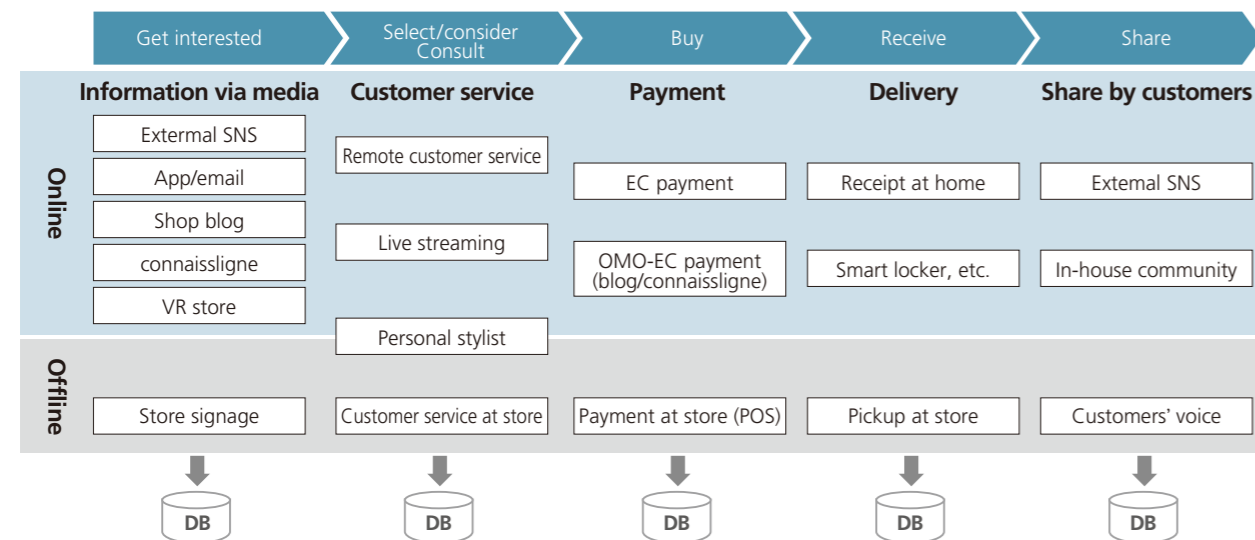 Get interested
Select/consider
Consult
Buy
Receive
Share
Information via media
Customer service
Payment
Delivery
Share by customers
Online
Extermal SNS
App/email
Shop blog
connaissligne
VR store
Remote customer service
Live streaming
Personal stylist
EC payment
OMO-EC payment
(blog/connaissligne)
Receipt at home
Smart locker, etc.
Extemal SNS
In-house community
Offline
Store signage
Customer service at store
Payment at store (POS)
Pickup at store
Customers’ voice
DB
DB
DB
DB
DB